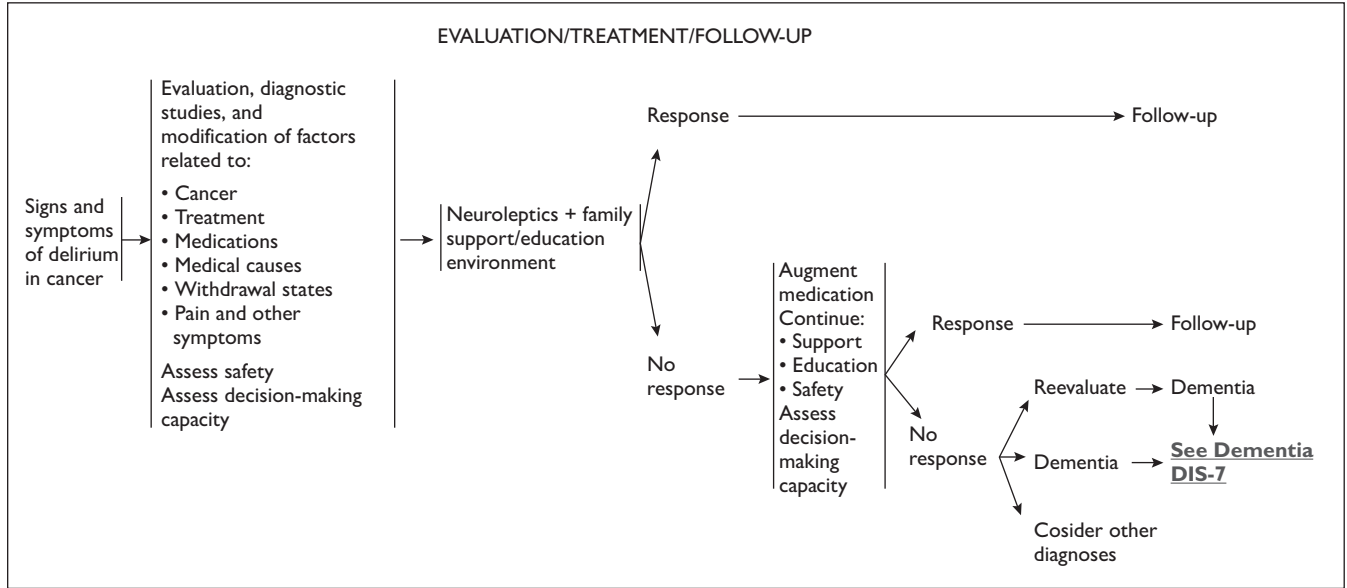 EVALUATION/TREATMENT/FOLLOW-UP
Signs and
symptoms
of delirium
in cancer
Evaluation, diagnostic
studies, and
modification of factors
related to:
• Cancer
• Treatment
• Medications
• Medical causes
• Withdrawal states
• Pain and other
symptoms
Assess safety
Assess decision-making
capacity
Neuroleptics + family
support/education
environment
Response
Follow-up
No
response
Augment
medication
Continue:
• Support
• Education
• Safety
Assess
decision-
making
capacity
Response
Follow-up
No
response
Reevaluate
Dementia
Dementia
See Dementia
DIS-7
Cosider other
diagnoses